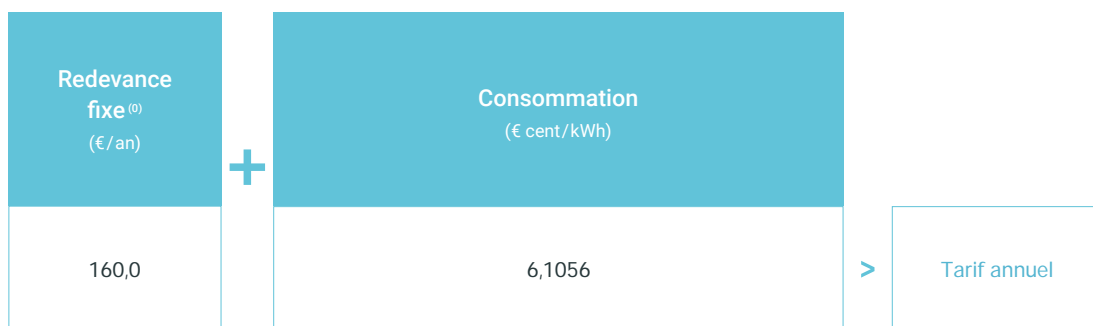 Redevance
fixe (0)
(€/an)
+
Consommation
(€ cent/kWh)
160,0
6,1056
>
Tarif annuel